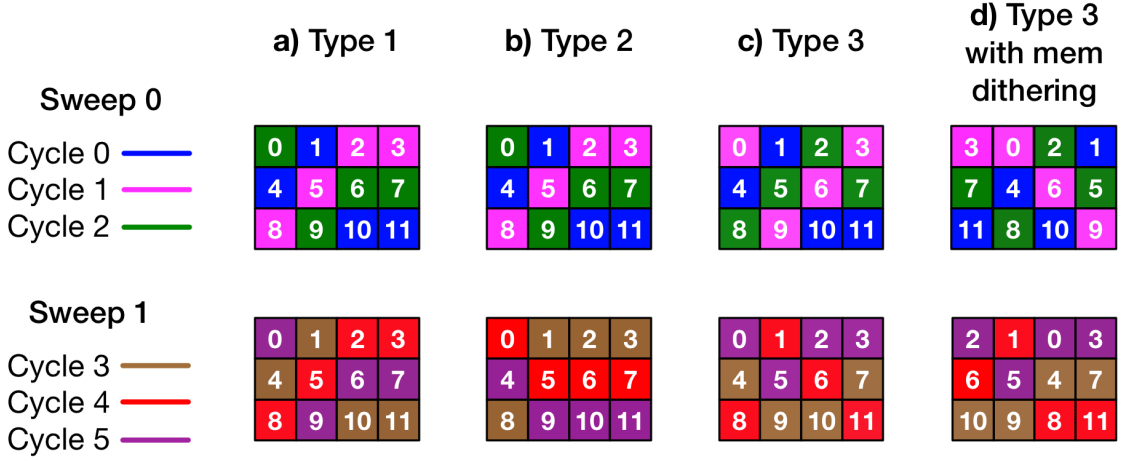 a) Type 1
b) Type 2
c) Type 3
d) Type 3
with mem
dithering
Sweep 0
Cycle 0
Cycle 1
Cycle 2
0 1 2 3
4 5 6 7
8 9 10 11
0 1 2 3
4 5 6 7
8 9 10 11
0 1 2 3
4 5 6 7
8 9 10 11
3 0 2 1
7 4 6 5
11 8 10 9
Sweep 1
Cycle 3
Cycle 4
Cycle 5
0 1 2 3
4 5 6 7
8 9 10 11
0 1 2 3
4 5 6 7
8 9 10 11
0 1 2 3
4 5 6 7
8 9 10 11
2 1 0 3
6 5 4 7
10 9 8 11